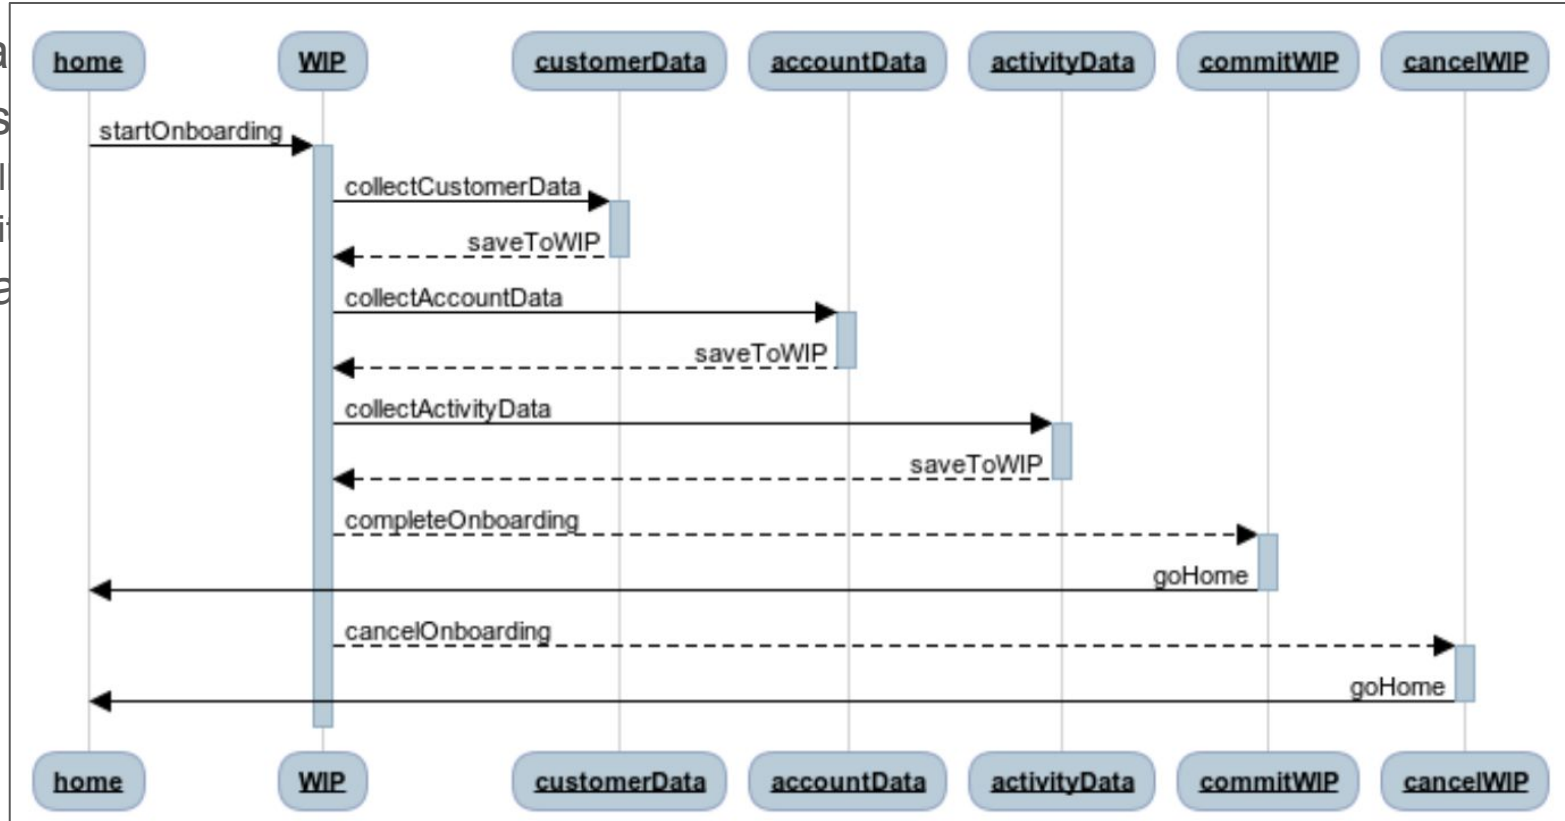 home WIP customerData accountData activityData commitWIP cancelWIP
startOnboarding
collectCustomerData
saveToWIP
collectAccountData
saveToWIP
collectActivityData
saveToWIP
completeOnboarding
goHome
cancelOnboarding
goHome
home WIP customerData accountData activityData commitWIP cancelWIP